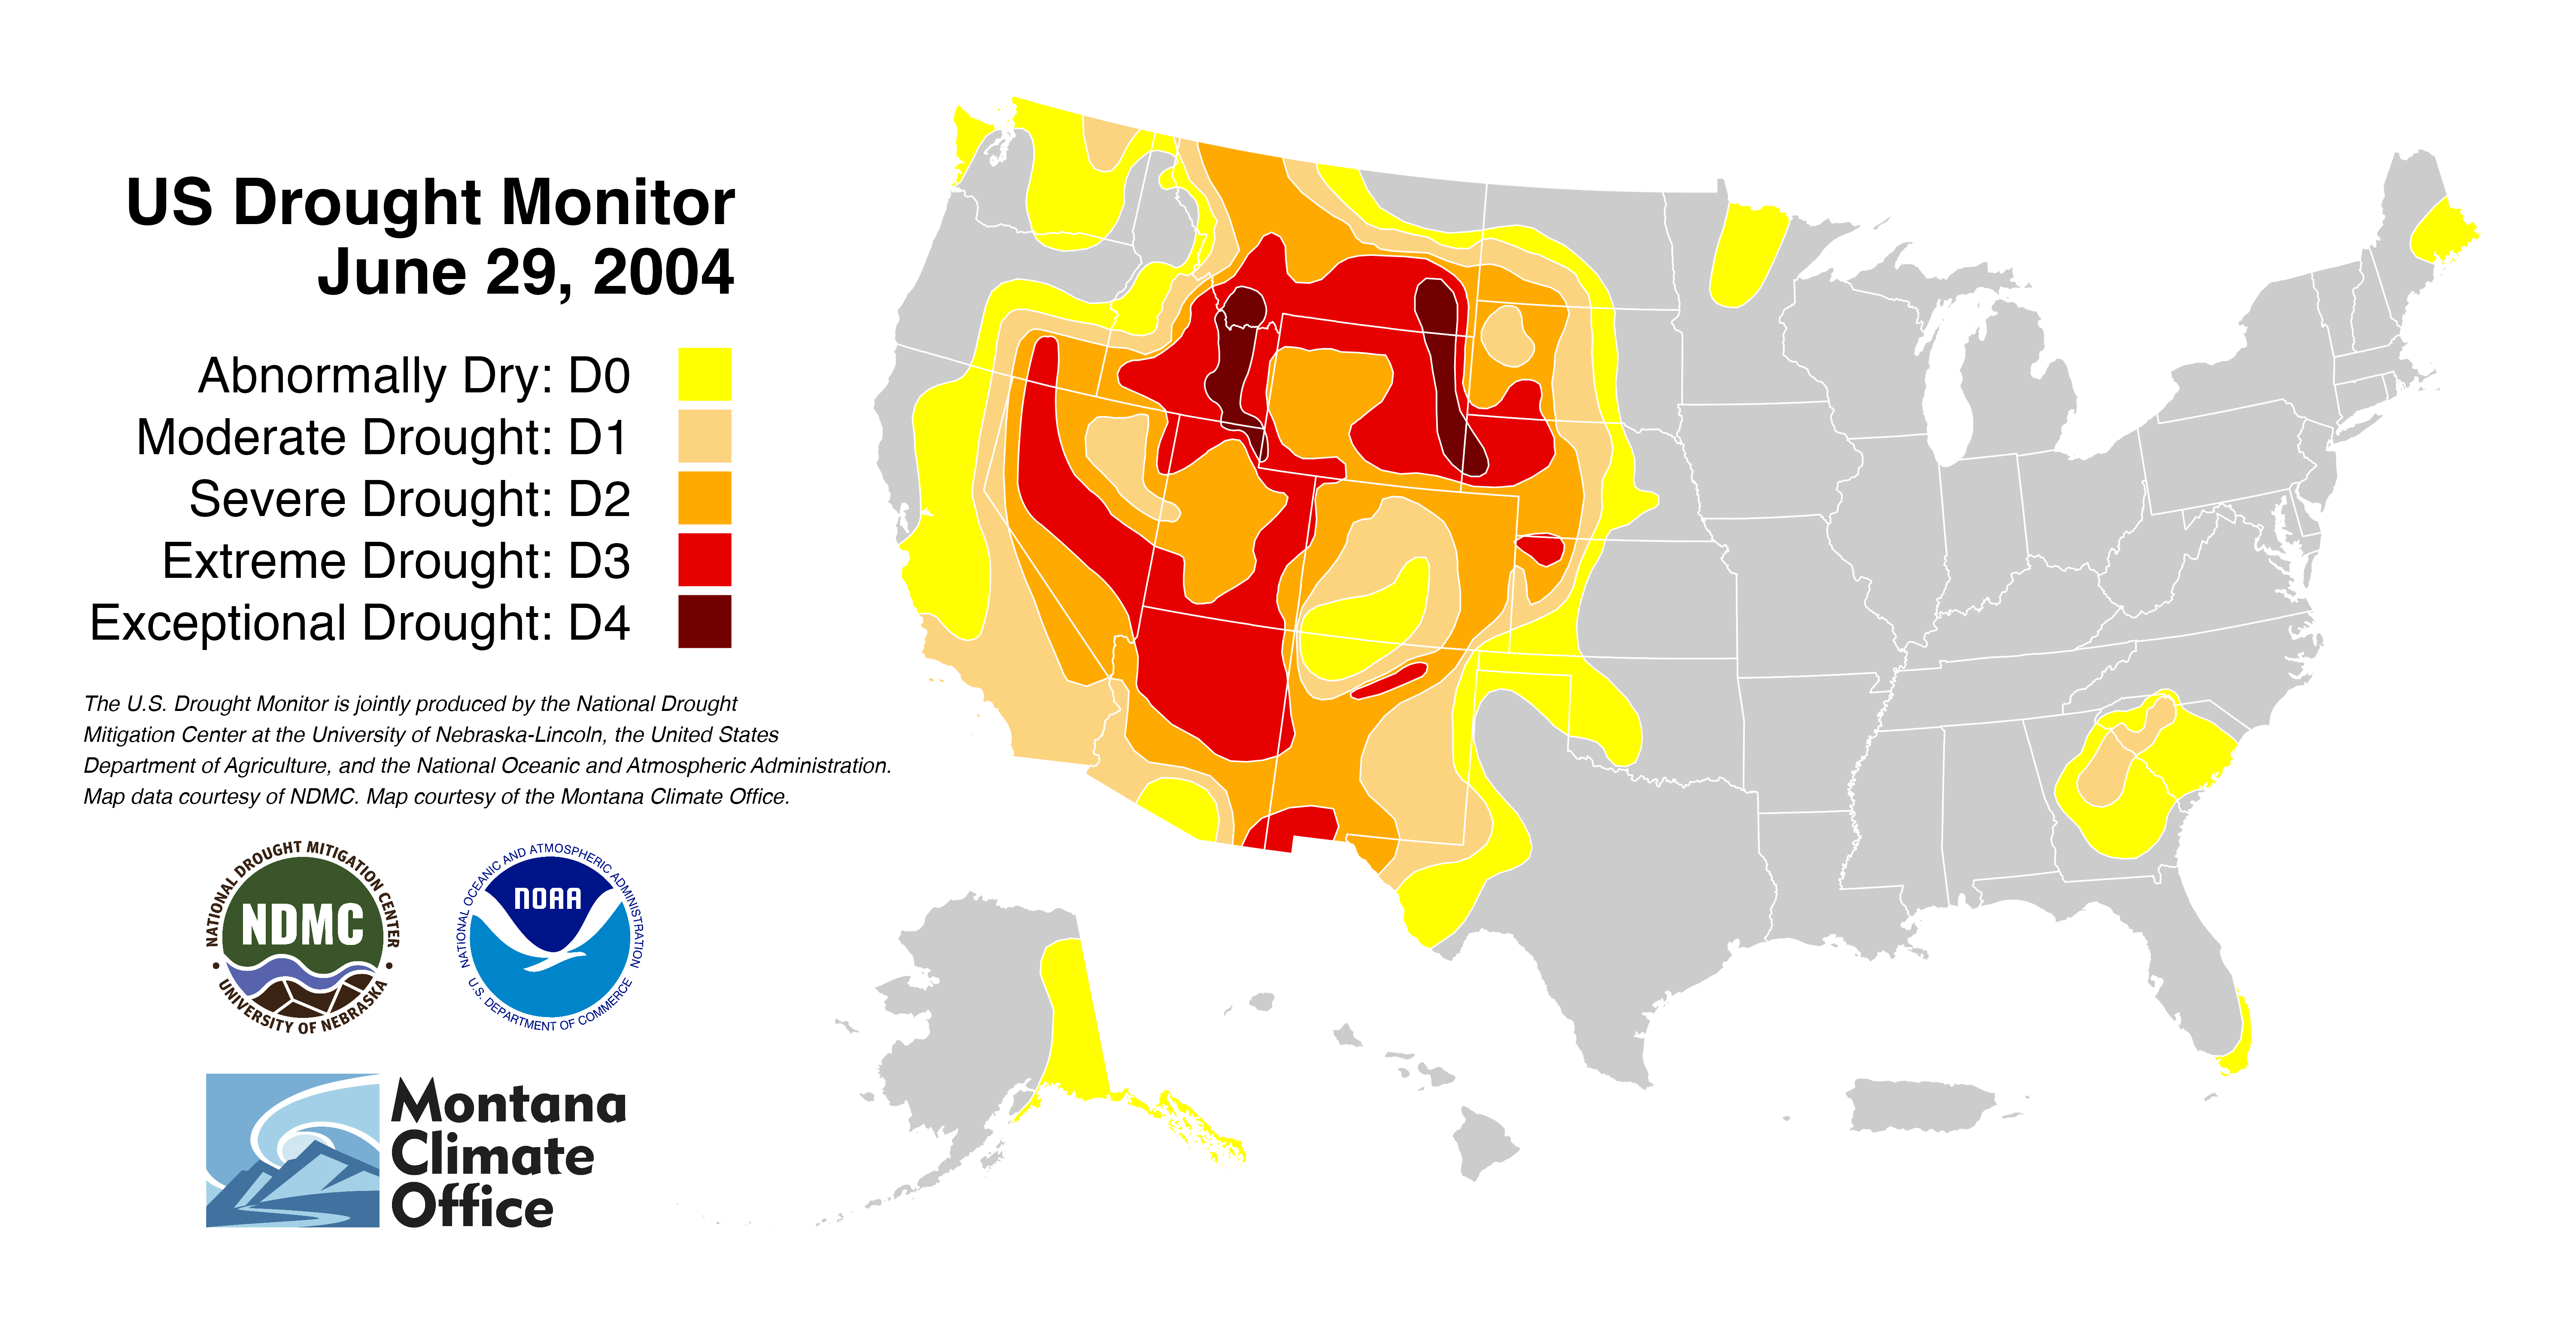 US Drought Monitor
June 29, 2004
Abnormally Dry: D0
Moderate Drought: D1
Severe Drought: D2
Extreme Drought: D3
Exceptional Drought: D4
The U.S. Drought Monitor is jointly produced by the National Drought
Mitigation Center at the University of Nebraska-Lincoln, the United States
Department of Agriculture, and the National Oceanic and Atmospheric Administration.
Map data courtesy of NDMC. Map courtesy of the Montana Climate Office.
NATIONAL DROUGHT MITIGATION CENTER
NDMC
• UNIVERSITY OF NEBRASKA •
NATIONAL OCEANIC AND ATMOSPHERIC ADMINISTRATION
NOAA
U.S. DEPARTMENT OF COMMERCE
Montana
Climate
Office